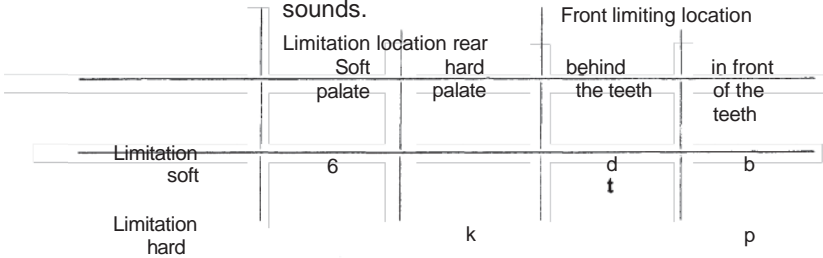 sounds.
Front limiting location
Limitation location rear
Soft palate
hard palate
behind the teeth
in front of the teeth
Limitation soft
6
d
b
t
Limitation hard
k
p